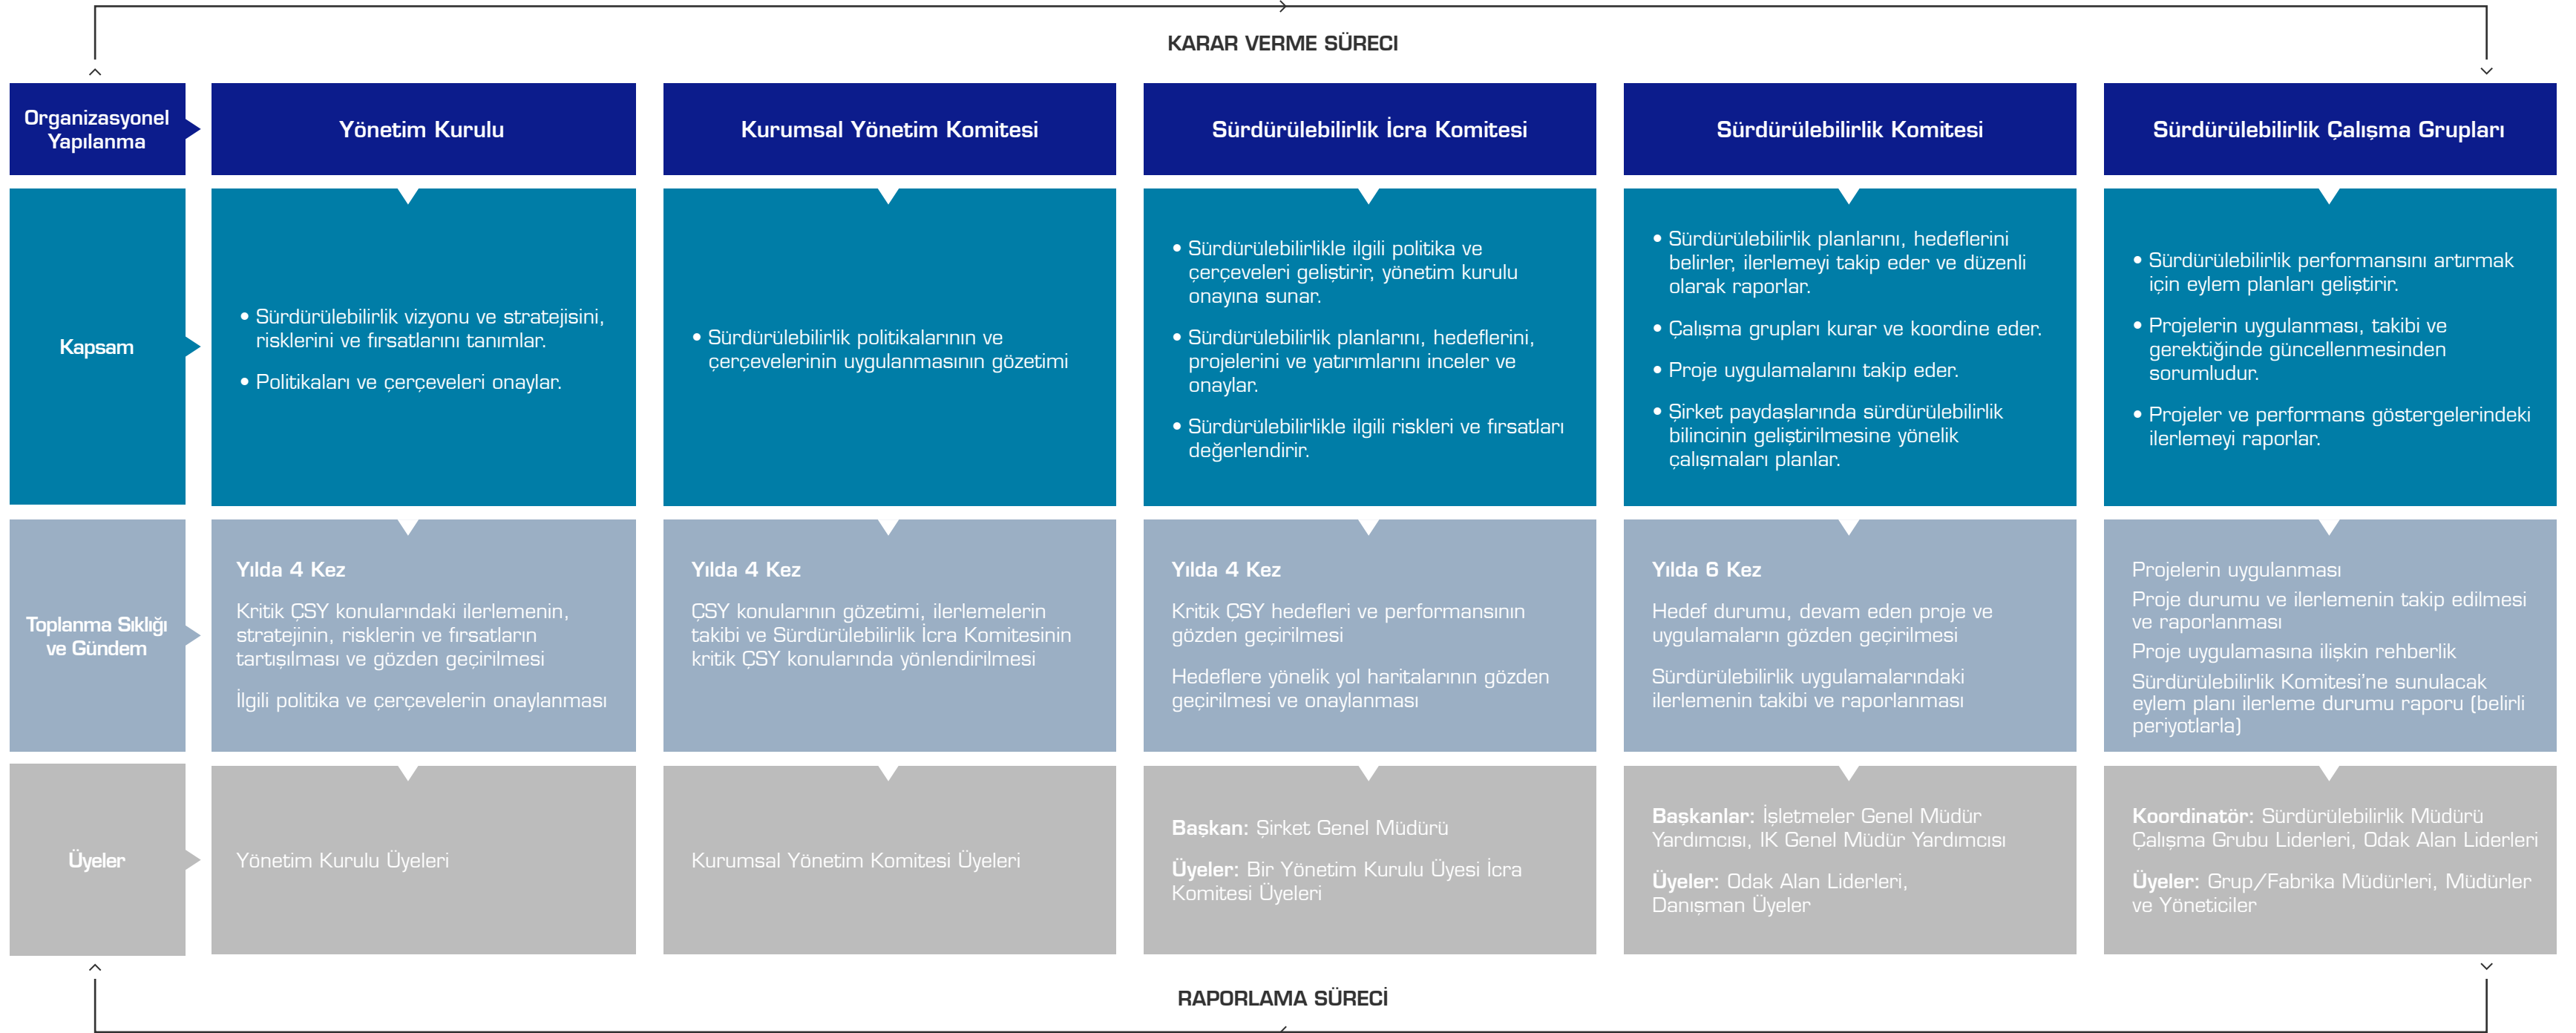 KARAR VERME SÜRECI
Organizasyonel
Yapılanma
Yönetim Kurulu
Kurumsal Yönetim Komitesi
Sürdürülebilirlik İcra Komitesi
Sürdürülebilirlik Komitesi
Sürdürülebilirlik Çalışma Grupları
Kapsam
• Sürdürülebilirlik vizyonu ve stratejisini,
risklerini ve fırsatlarını tanımlar.
• Politikaları ve çerçeveleri onaylar.
• Sürdürülebilirlik politikalarının ve
çerçevelerinin uygulanmasının gözetimi
• Sürdürülebilirlikle ilgili politika ve
çerçeveleri geliştirir, yönetim kurulu
onayına sunar.
• Sürdürülebilirlik planlarını, hedeflerini,
projelerini ve yatırımlarını inceler ve
onaylar.
• Sürdürülebilirlikle ilgili riskleri ve fırsatları
değerlendirir.
• Sürdürülebilirlik planlarını, hedeflerini
belirler, ilerlemeyi takip eder ve düzenli
olarak raporlar.
• Çalışma grupları kurar ve koordine eder.
• Proje uygulamalarını takip eder.
• Şirket paydaşlarında sürdürülebilirlik
bilincinin geliştirilmesine yönelik
çalışmaları planlar.
• Sürdürülebilirlik performansını artırmak
için eylem planları geliştirir.
• Projelerin uygulanması, takibi ve
gerektiğinde güncellenmesinden
sorumludur.
• Projeler ve performans göstergelerindeki
ilerlemeyi raporlar.
Toplanma Sıklığı
ve Gündem
Yılda 4 Kez
Kritik ÇSY konularındaki ilerlemenin,
stratejinin, risklerin ve fırsatların
tartışılması ve gözden geçirilmesi
İlgili politika ve çerçevelerin onaylanması
Yılda 4 Kez
ÇSY konularının gözetimi, ilerlemelerin
takibi ve Sürdürülebilirlik İcra Komitesinin
kritik ÇSY konularında yönlendirilmesi
Yılda 4 Kez
Kritik ÇSY hedefleri ve performansının
gözden geçirilmesi
Hedeflere yönelik yol haritalarının gözden
geçirilmesi ve onaylanması
Yılda 6 Kez
Hedef durumu, devam eden proje ve
uygulamaların gözden geçirilmesi
Sürdürülebilirlik uygulamalarındaki
ilerlemenin takibi ve raporlanması
Projelerin uygulanması
Proje durumu ve ilerlemenin takip edilmesi
ve raporlanması
Proje uygulamasına ilişkin rehberlik
Sürdürülebilirlik Komitesi'ne sunulacak
eylem planı ilerleme durumu raporu (belirli
periyotlarla)
Üyeler
Yönetim Kurulu Üyeleri
Kurumsal Yönetim Komitesi Üyeleri
Başkan: Şirket Genel Müdürü
Üyeler: Bir Yönetim Kurulu Üyesi İcra
Komitesi Üyeleri
Başkanlar: İşletmeler Genel Müdür
Yardımcısı, IK Genel Müdür Yardımcısı
Üyeler: Odak Alan Liderleri,
Danışman Üyeler
Koordinatör: Sürdürülebilirlik Müdürü
Çalışma Grubu Liderleri, Odak Alan Liderleri
Üyeler: Grup/Fabrika Müdürleri, Müdürler
ve Yöneticiler
RAPORLAMA SÜRECİ